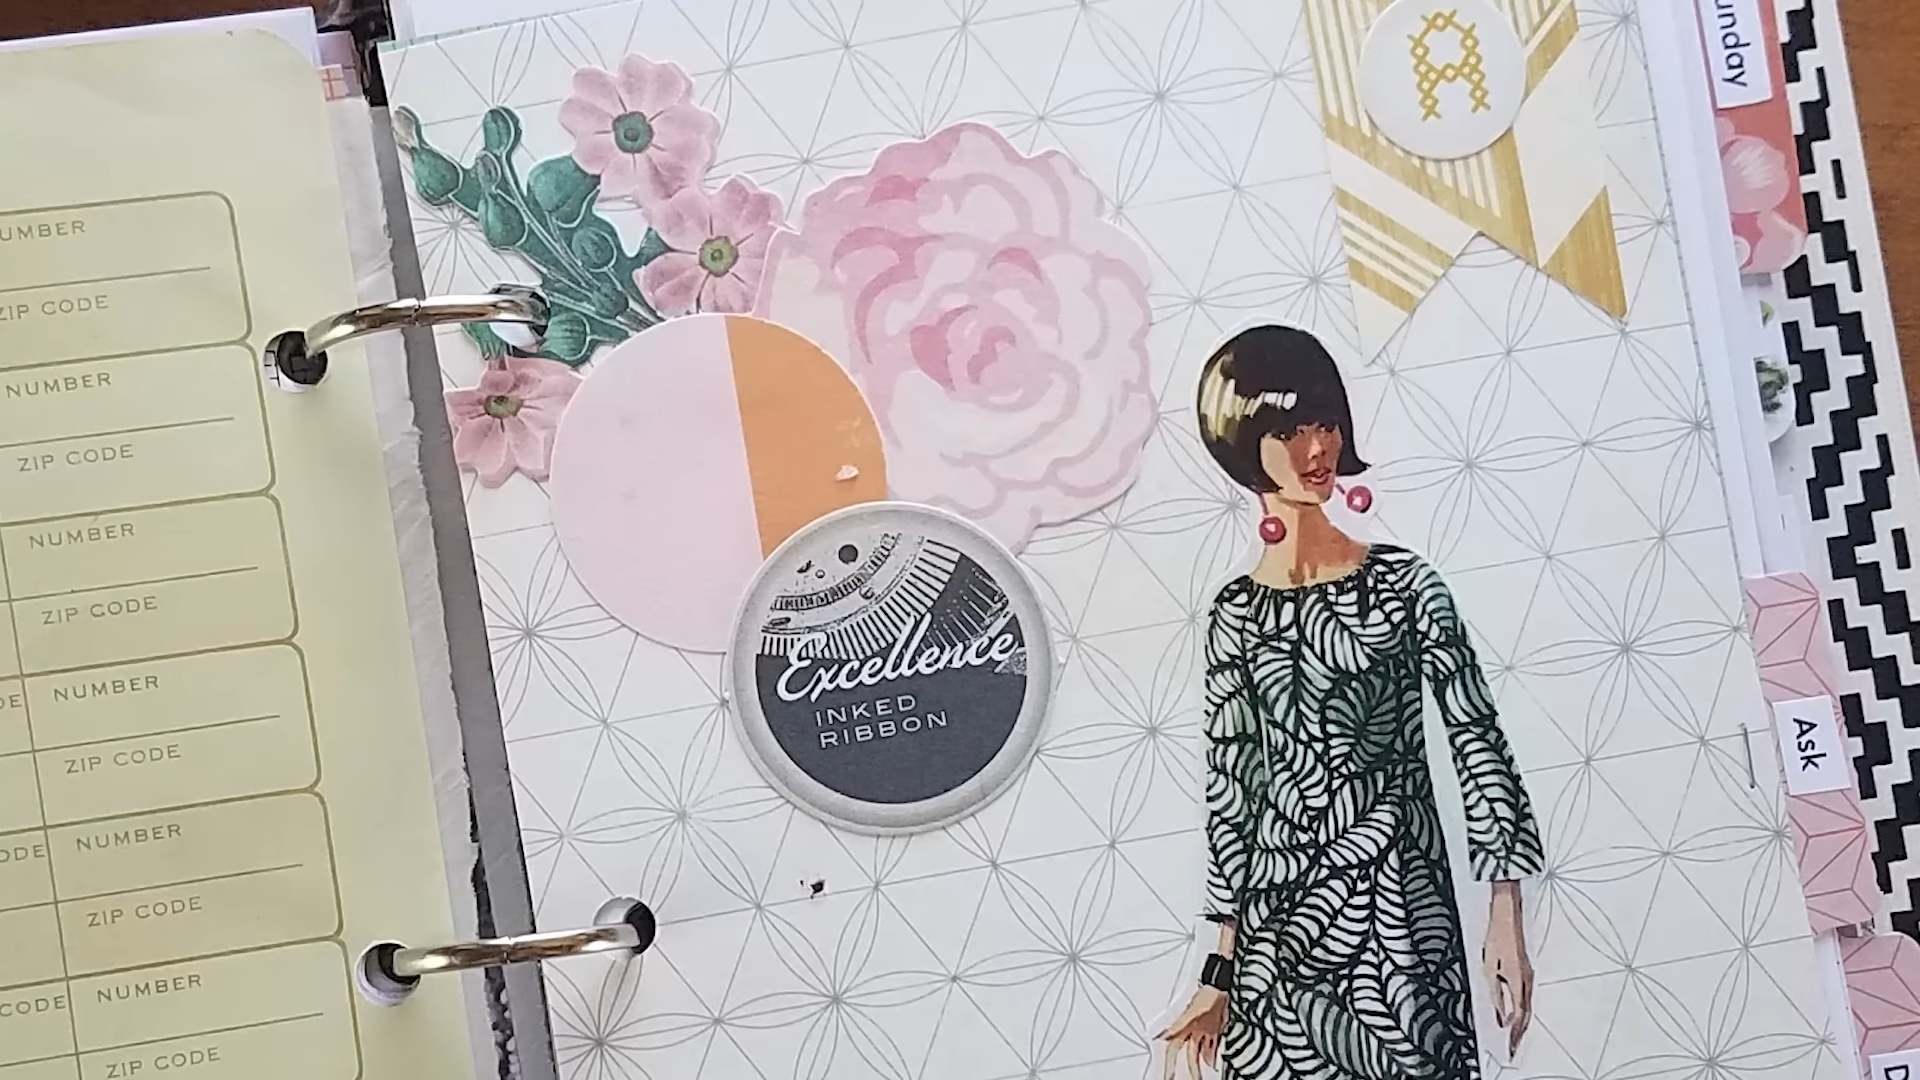 UMBER
ZIP CODE
NUMBER
ZIP CODE
NUMBER
ZIP CODE
DE
NUMBER
ZIP CODE
ODE
NUMBER
ZIP CODE
CODE
NUMBER
ZIP CODE
Excellence
INKED
RIBBON
A
unday
Ask
D